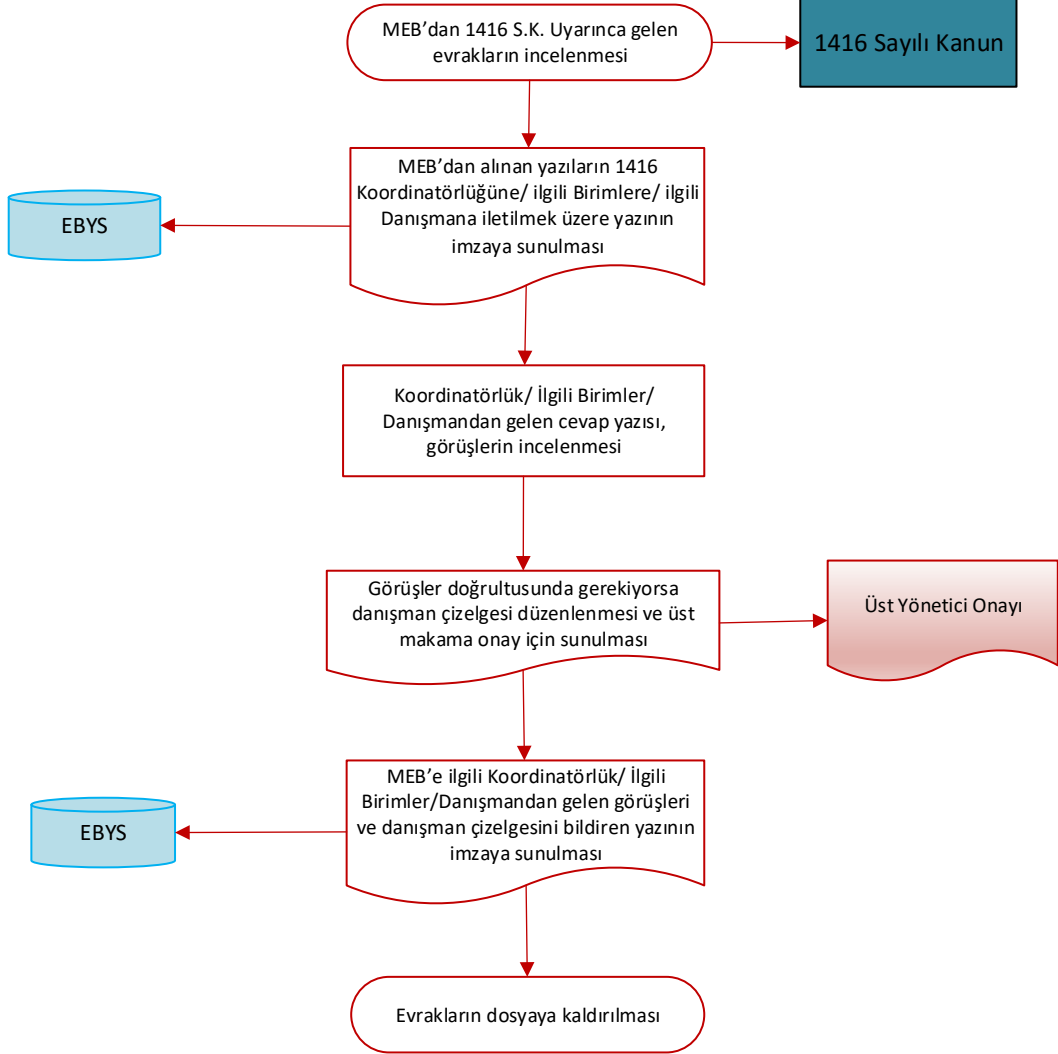 MEB’dan 1416 S.K. Uyarınca gelen
evrakların incelenmesi
1416 Sayılı Kanun
MEB’dan alınan yazıların 1416
Koordinatörlüğüne/ ilgili Birimlere/ ilgili
Danışmana iletilmek üzere yazının
imzaya sunulması
EBYS
Koordinatörlük/ İlgili Birimler/
Danışmandan gelen cevap yazısı,
görüşlerin incelenmesi
Görüşler doğrultusunda gerekiyorsa
danışman çizelgesi düzenlenmesi ve üst
makama onay için sunulması
Üst Yönetici Onayı
MEB’e ilgili Koordinatörlük/ İlgili
Birimler/Danışmandan gelen görüşleri
ve danışman çizelgesini bildiren yazının
imzaya sunulması
EBYS
Evrakların dosyaya kaldırılması